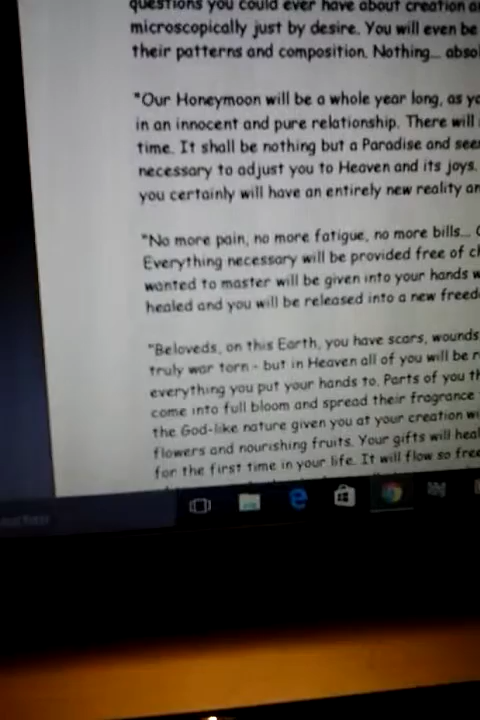 questions you could ever have about creation
microscopically just by desire. You will even be
their patterns and composition. Nothing...
"Our Honeymoon will be a whole year long, as
in an innocent and pure relationship. There will
time. It shall be nothing but a Paradise and
necessary to adjust you to Heaven and its joys.
you certainly will have an entirely new reality
"No more pain, no more fatigue, no more bills...
Everything necessary will be provided free of
wanted to master will be given into your hands
healed and you will be released into a new
"Beloveds, on this Earth, you have scars, wounds
truly war torn - but in Heaven all of you will be
everything you put your hands to. Parts of you
come into full bloom and spread their fragrance
the God-like nature given you at your creation
flowers and nourishing fruits. Your gifts will
for the first time in your life. It will flow so